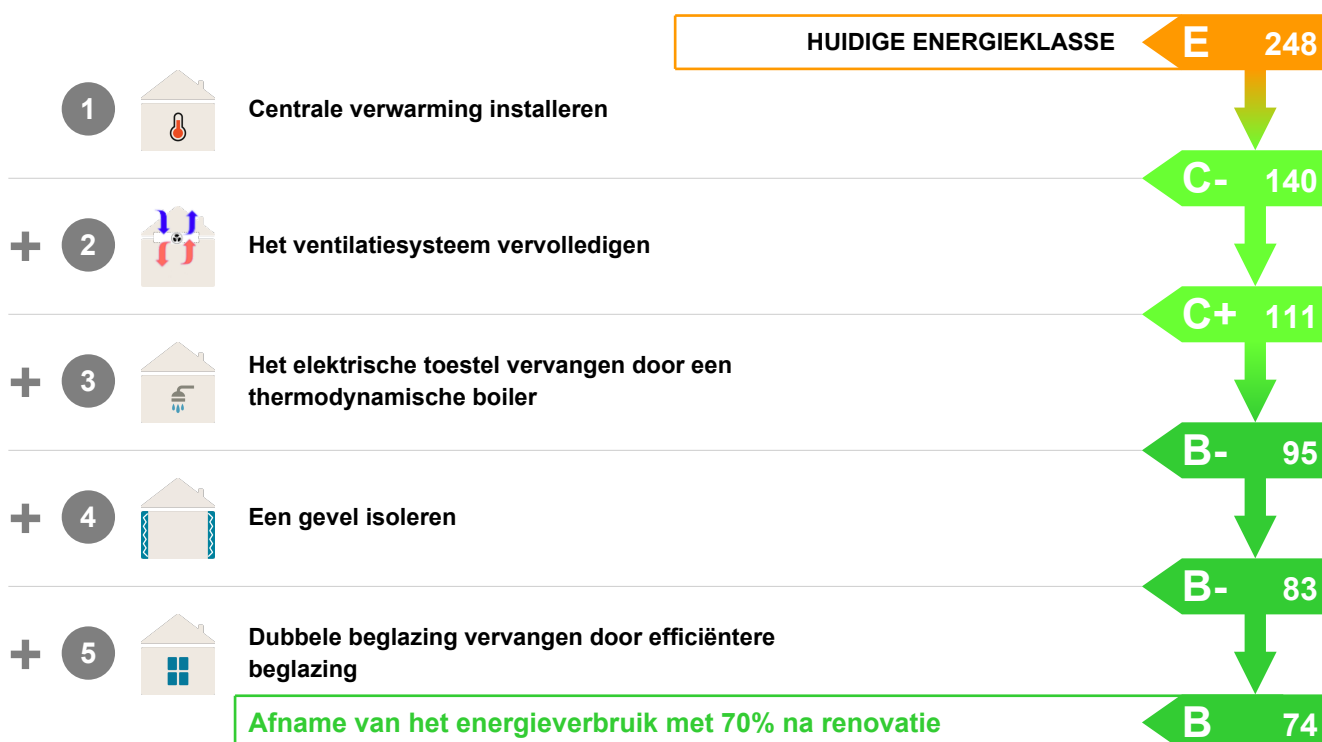 HUIDIGE ENERGIEKLASSE E 248
1 Centrale verwarming installeren
C- 140
+ 2 Het ventilatiesysteem vervolledigen
C+ 111
+ 3 Het elektrische toestel vervangen door een
thermodynamische boiler
B- 95
+ 4 Een gevel isoleren
B- 83
+ 5 Dubbele beglazing vervangen door efficiëntere
beglazing
Afname van het energieverbruik met 70% na renovatie B 74